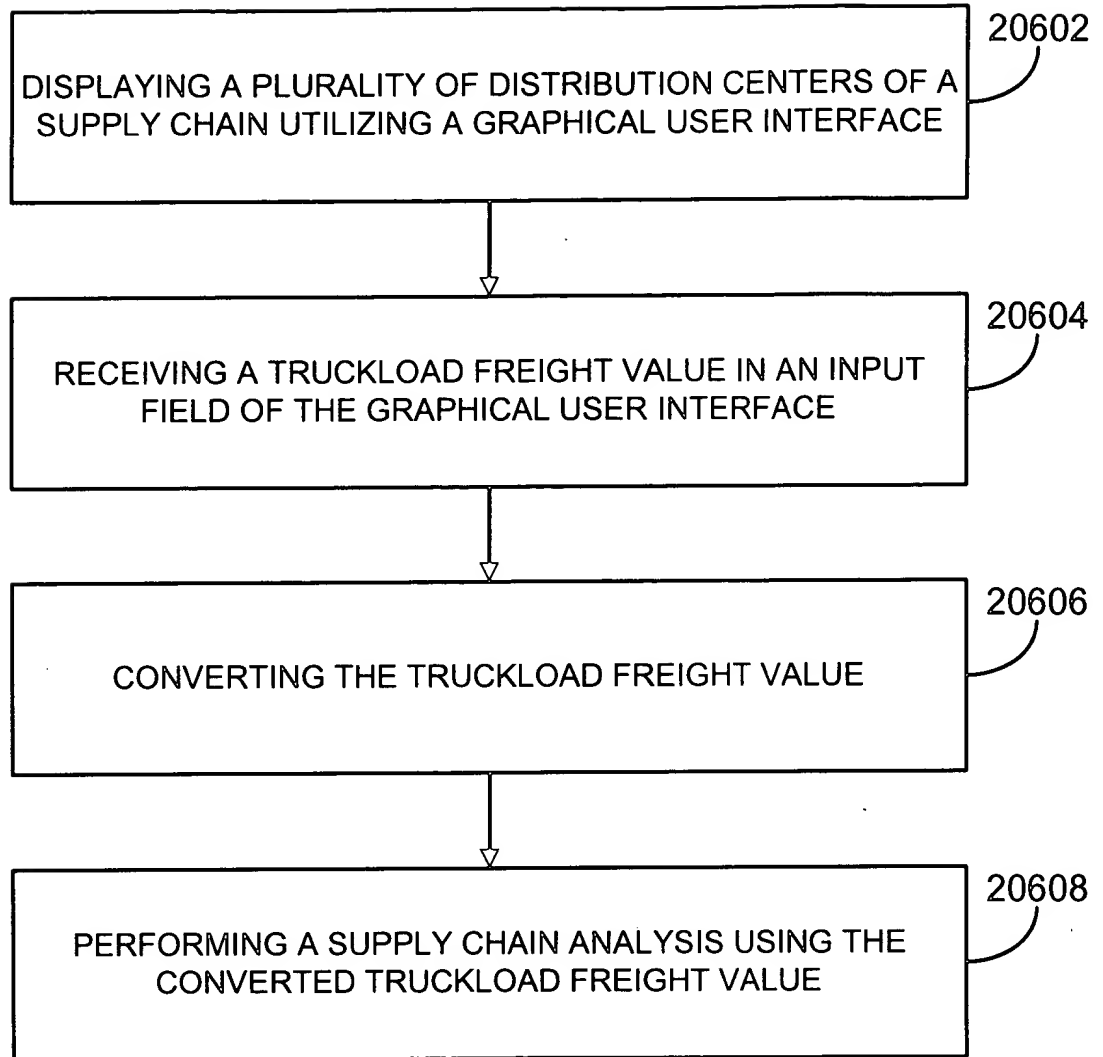 20602
DISPLAYING A PLURALITY OF DISTRIBUTION CENTERS OF A
SUPPLY CHAIN UTILIZING A GRAPHICAL USER INTERFACE
20604
RECEIVING A TRUCKLOAD FREIGHT VALUE IN AN INPUT
FIELD OF THE GRAPHICAL USER INTERFACE
20606
CONVERTING THE TRUCKLOAD FREIGHT VALUE
20608
PERFORMING A SUPPLY CHAIN ANALYSIS USING THE
CONVERTED TRUCKLOAD FREIGHT VALUE